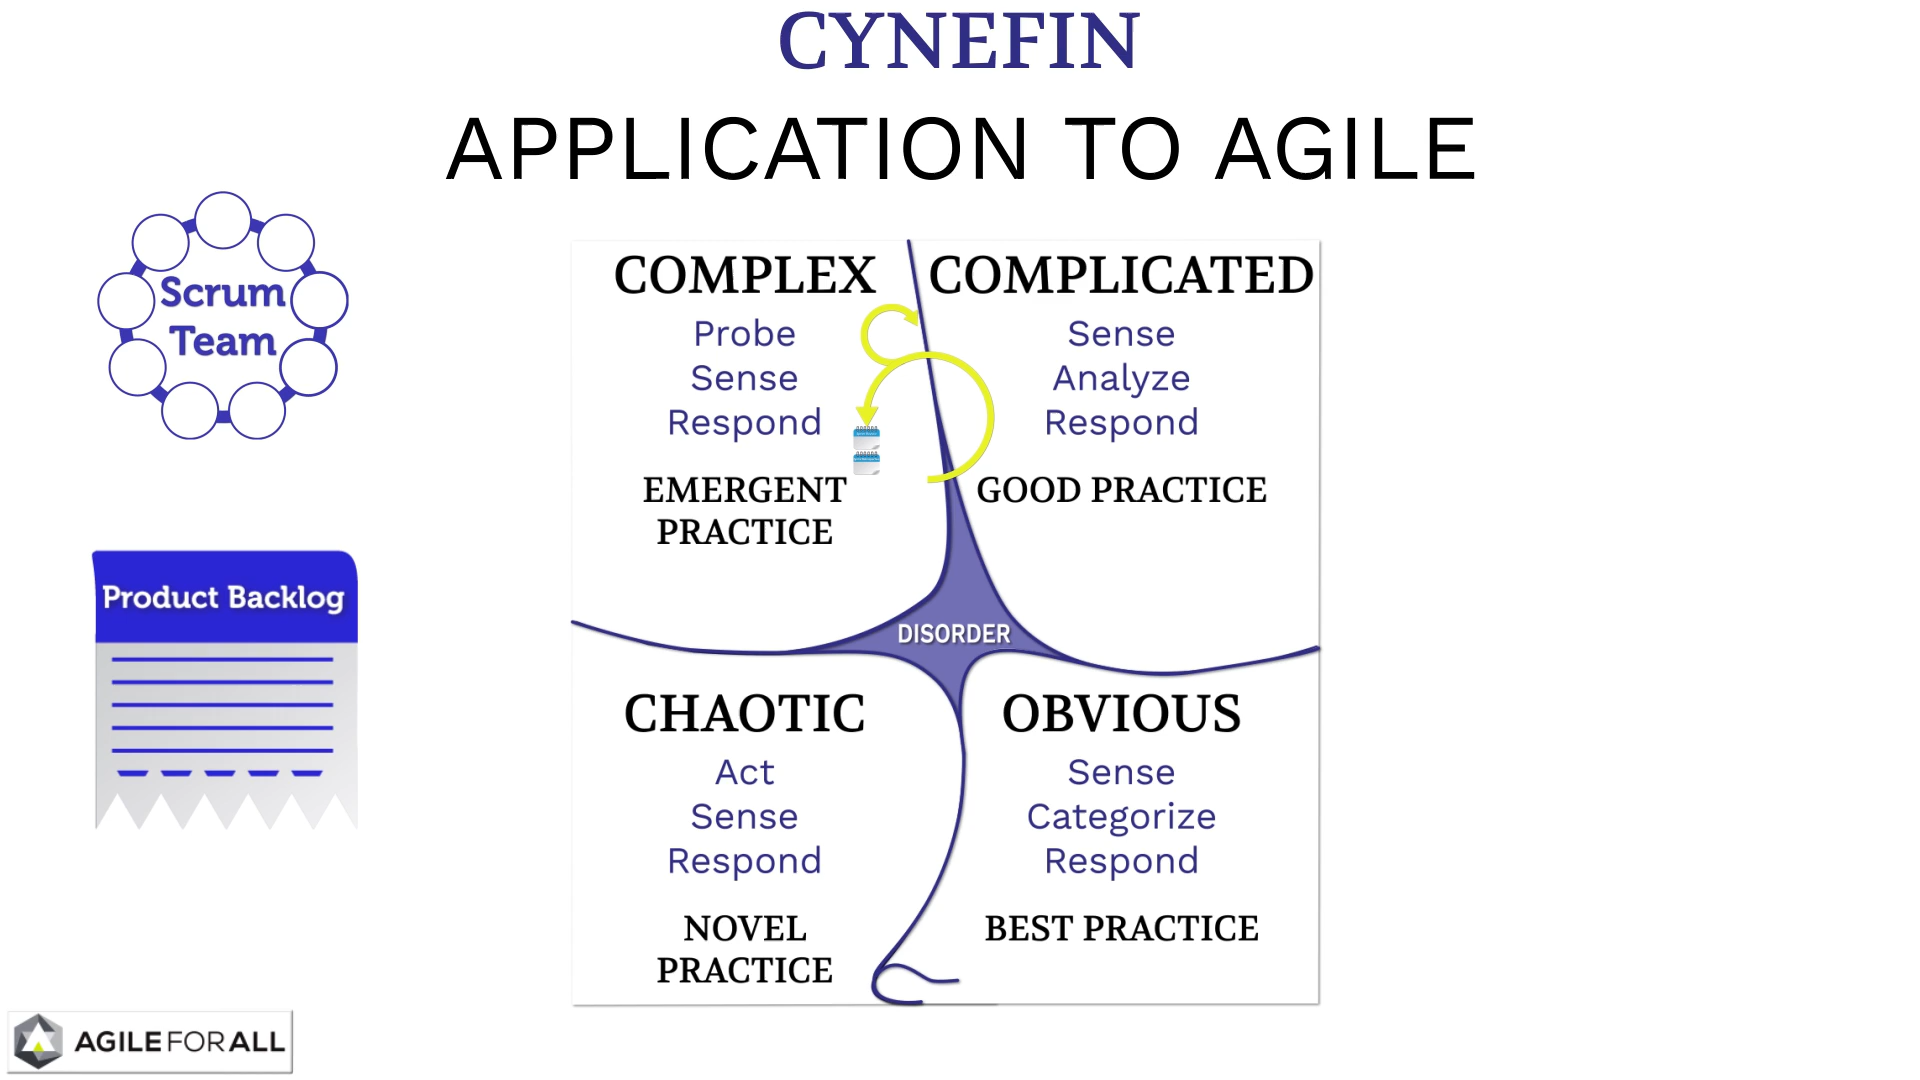 CYNEFIN
APPLICATION TO AGILE
Scrum
Team
Product Backlog
COMPLEX
Probe
Sense
Respond
EMERGENT
PRACTICE
COMPLICATED
Sense
Analyze
Respond
GOOD PRACTICE
DISORDER
CHAOTIC
Act
Sense
Respond
NOVEL
PRACTICE
OBVIOUS
Sense
Categorize
Respond
BEST PRACTICE
AGILE FOR ALL